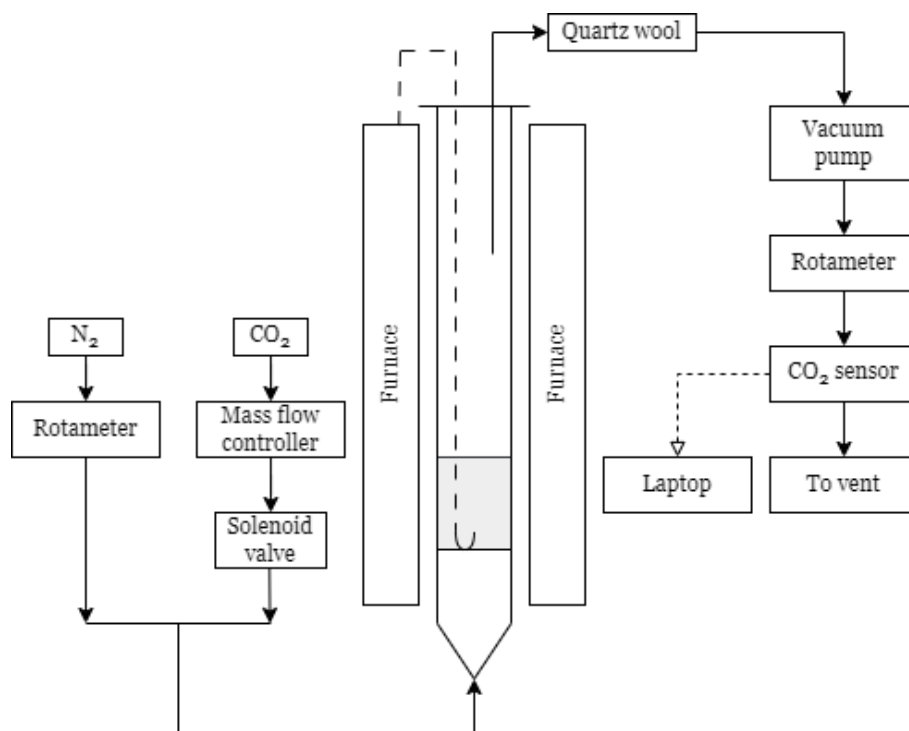 Quartz wool
Vacuum
pump
Rotameter
N₂
CO₂
Furnace
Furnace
CO₂ sensor
Rotameter
Mass flow
controller
Laptop
To vent
Solenoid
valve